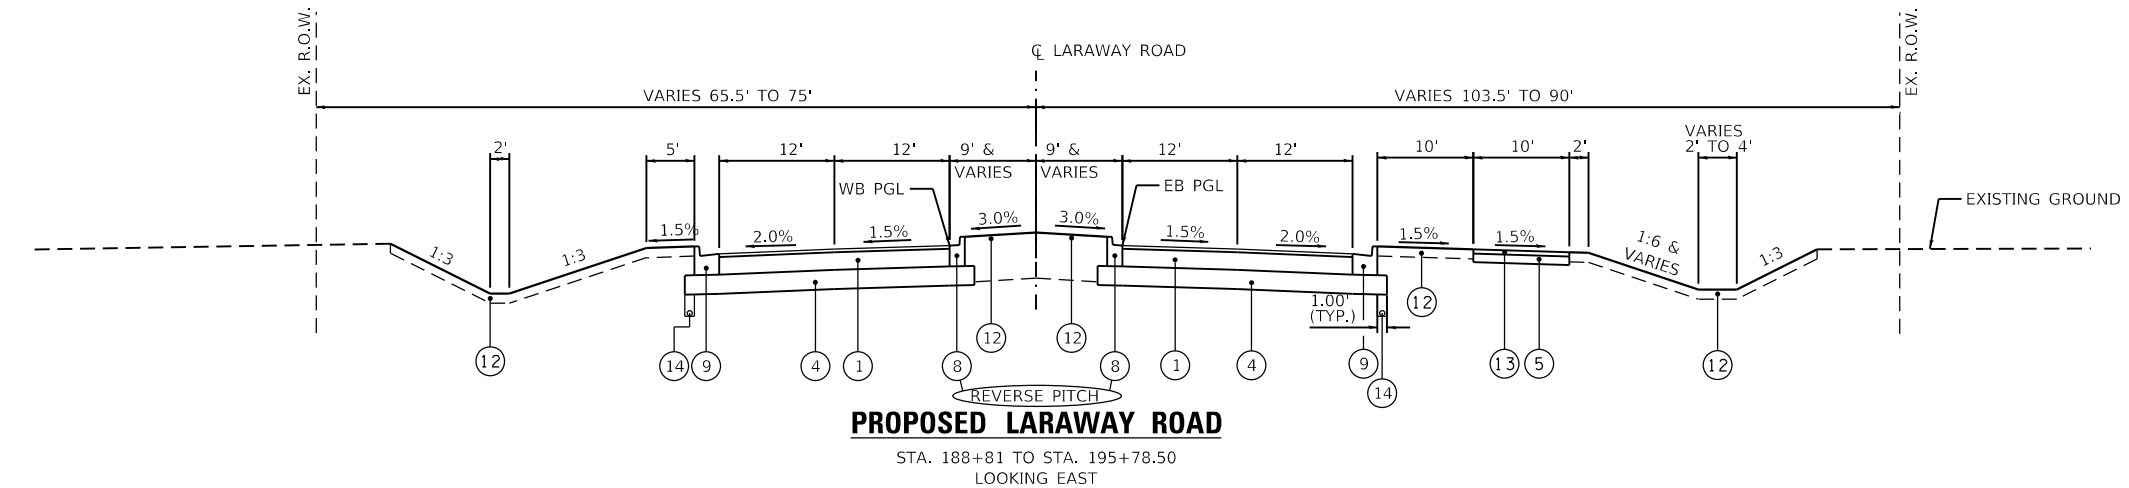 EX. R.O.W.
EX. R.O.W.
℄ LARAWAY ROAD
VARIES 65.5' TO 75'
VARIES 103.5' TO 90'
2'
5'
12'
12'
9' &
VARIES
9' &
VARIES
12'
12'
10'
10'
2'
VARIES
2' TO 4'
WB PGL
EB PGL
EXISTING GROUND
1:3
1:3
1.5%
2.0%
1.5%
3.0%
3.0%
1.5%
2.0%
1.5%
1.5%
1:6 &
VARIES
1:3
1.00'
(TYP.)
12
14
9
4
1
8
12
12
8
1
4
9
14
12
13
5
12
REVERSE PITCH
PROPOSED LARAWAY ROAD
STA. 188+81 TO STA. 195+78.50
LOOKING EAST